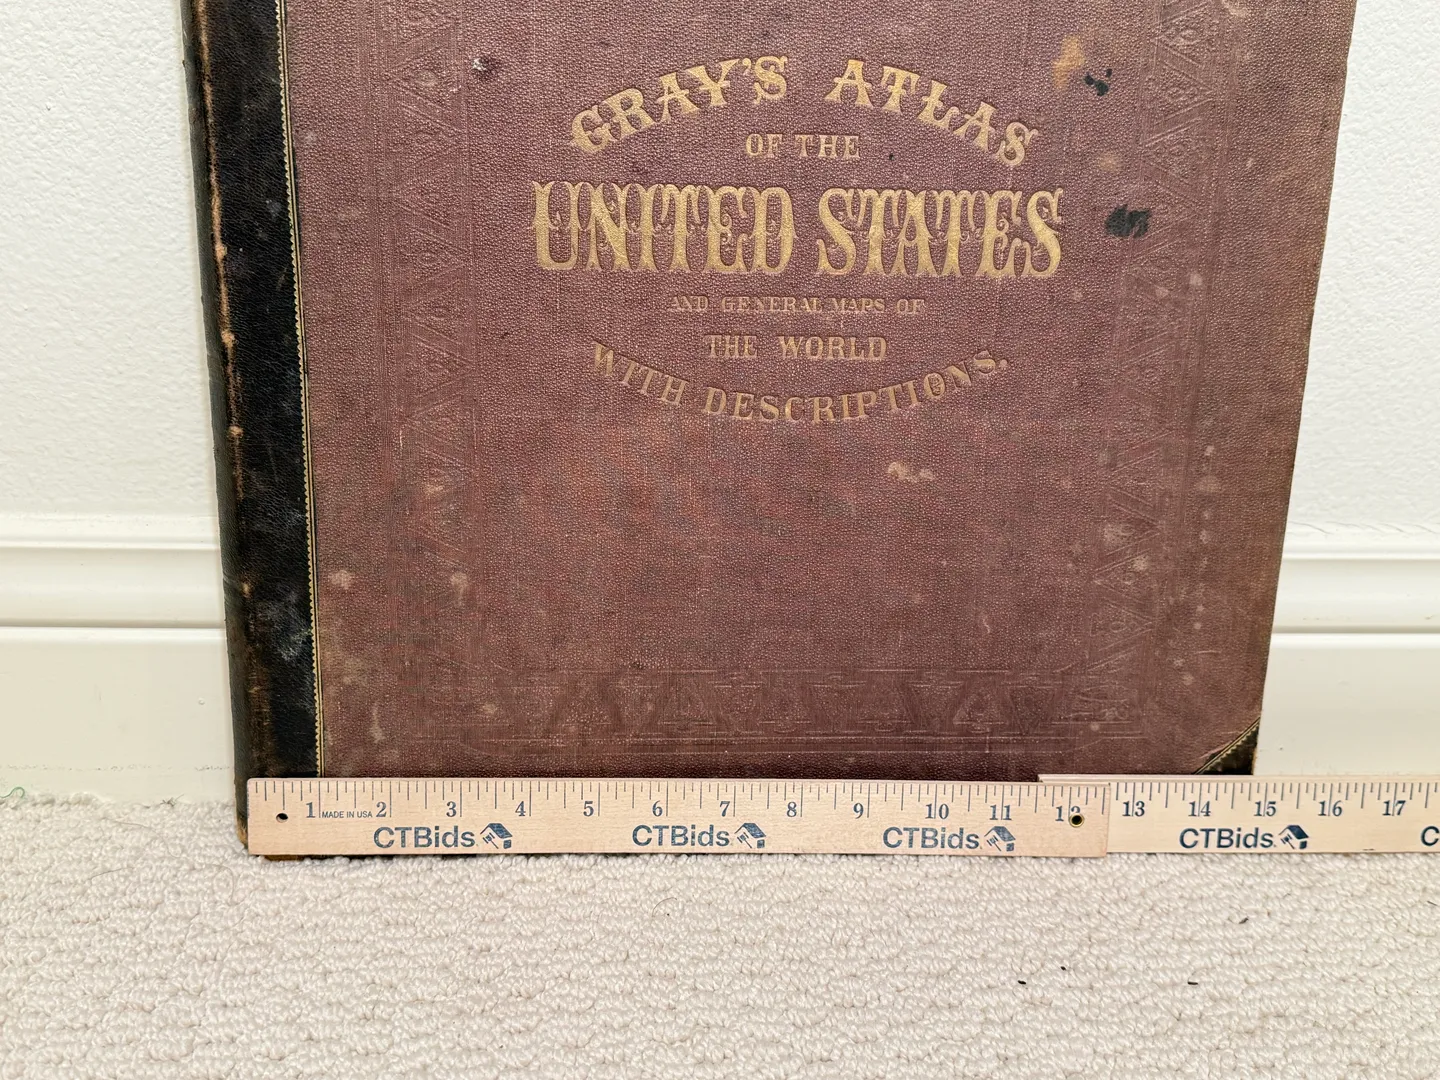 GRAY'S ATLAS
OF THE
UNITED STATES
AND GENERAL MAPS OF
THE WORLD
WITH DESCRIPTIONS.
1 MADE IN USA 2 3 4 5 6 7 8 9 10 11 12 13 14 15 16 17
CTBids CTBids CTBids CTBids C